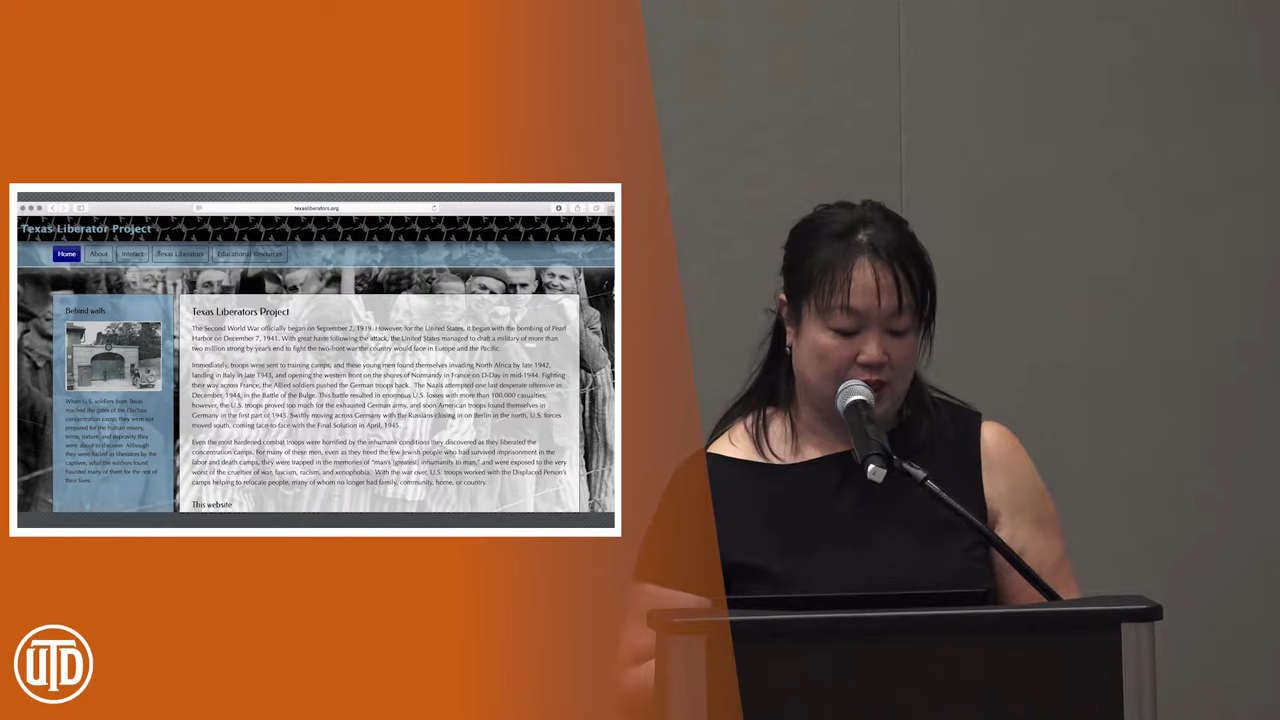 texasliberators.org
Texas Liberator Project
Home About Interact Texas Liberators Educational Resources
Behind walls
When U.S. soldiers from Texas
reached the gates of the Dachau
concentration camp, they were not
prepared for the human misery,
terror, torture, and depravity they
were about to discover. Although
they were hailed as liberators by the
captives, what the soldiers found
haunted many of them for the rest of
their lives.
Texas Liberators Project
The Second World War officially began on September 2, 1939. However, for the United States, it began with the bombing of Pearl
Harbor on December 7, 1941. With great haste following the attack, the United States managed to draft a military of more than
two million strong by year's end to fight the two-front war the country would face in Europe and the Pacific.
Immediately, troops were sent to training camps, and these young men found themselves invading North Africa by late 1942,
landing in Italy in late 1943, and opening the western front on the shores of Normandy in France on D-Day in mid-1944. Fighting
their way across France, the Allied soldiers pushed the German troops back. The Nazis attempted one last desperate offensive in
December, 1944, in the Battle of the Bulge. This battle resulted in enormous U.S. losses with more than 100,000 casualties;
however, the U.S. troops proved too much for the exhausted German army, and soon American troops found themselves in
Germany in the first part of 1945. Swiftly moving across Germany with the Russians closing in on Berlin in the north, U.S. forces
moved south, coming face-to-face with the Final Solution in April, 1945.
Even the most hardened combat troops were horrified by the inhumane conditions they discovered as they liberated the
concentration camps. For many of these men, even as they freed the few Jewish people who had survived imprisonment in the
labor and death camps, they were trapped in the memories of "man's [greatest] inhumanity to man," and were exposed to the very
worst of the cruelties of war, fascism, racism, and xenophobia. With the war over, U.S. troops worked with the Displaced Person's
camps helping to relocate people, many of whom no longer had family, community, home, or country.
This website
UTD